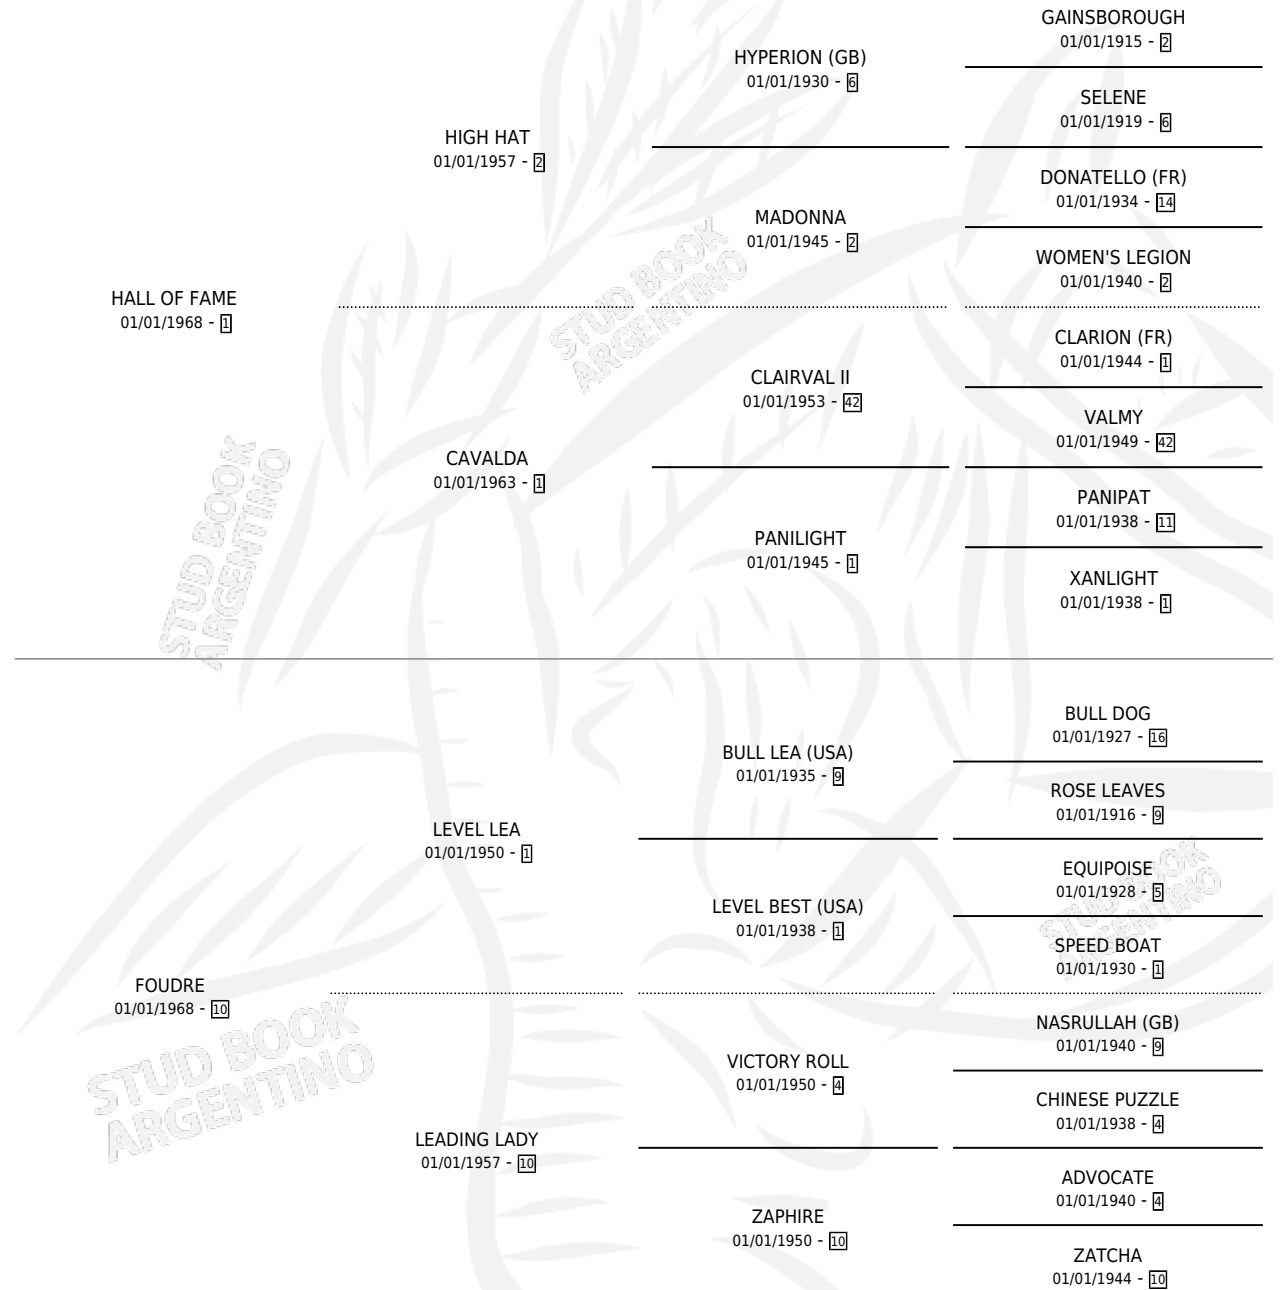 GAINSBOROUGH
01/01/1915 - 2
HYPERION (GB)
01/01/1930 - 6
SELENE
01/01/1919 - 6
HIGH HAT
01/01/1957 - 2
DONATELLO (FR)
01/01/1934 - 14
MADONNA
01/01/1945 - 2
WOMEN'S LEGION
01/01/1940 - 2
HALL OF FAME
01/01/1968 - 1
STUD BOOK
ARGENTINO
CLARION (FR)
01/01/1944 - 1
CLAIRVAL II
01/01/1953 - 42
VALMY
01/01/1949 - 42
CAVALDA
01/01/1963 - 1
PANIPAT
01/01/1938 - 11
PANILIGHT
01/01/1945 - 1
XANLIGHT
01/01/1938 - 1
STUD BOOK
ARGENTINO
BULL DOG
01/01/1927 - 16
BULL LEA (USA)
01/01/1935 - 9
ROSE LEAVES
01/01/1916 - 9
LEVEL LEA
01/01/1950 - 1
EQUIPOISE
01/01/1928 - 5
STUD BOOK
ARGENTINO
LEVEL BEST (USA)
01/01/1938 - 1
SPEED BOAT
01/01/1930 - 1
FOUDRE
01/01/1968 - 10
STUD BOOK
ARGENTINO
NASRULLAH (GB)
01/01/1940 - 9
VICTORY ROLL
01/01/1950 - 4
CHINESE PUZZLE
01/01/1938 - 4
LEADING LADY
01/01/1957 - 10
ADVOCATE
01/01/1940 - 4
ZAPHIRE
01/01/1950 - 10
ZATCHA
01/01/1944 - 10